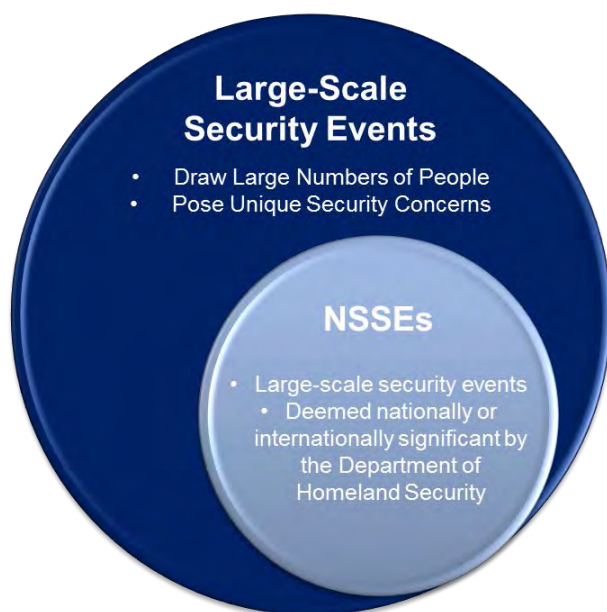 Large-Scale
Security Events
• Draw Large Numbers of People
• Pose Unique Security Concerns
NSSEs
• Large-scale security events
• Deemed nationally or
internationally significant by
the Department of
Homeland Security